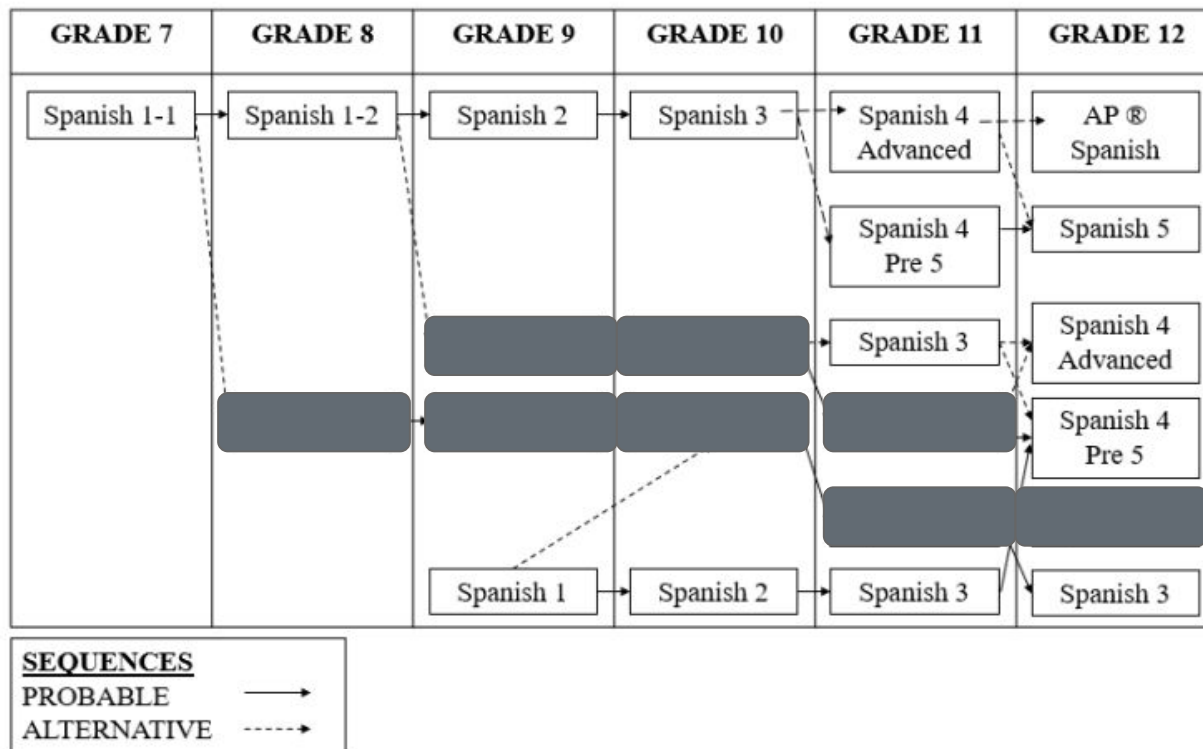 GRADE 7 GRADE 8 GRADE 9 GRADE 10 GRADE 11 GRADE 12
Spanish 1-1 Spanish 1-2 Spanish 2 Spanish 3 Spanish 4 AP ®
Advanced Spanish
Spanish 4 Spanish 5
Pre 5
Spanish 3 Spanish 4
Advanced
Spanish 4
Pre 5
Spanish 1 Spanish 2 Spanish 3 Spanish 3
SEQUENCES
PROBABLE
ALTERNATIVE